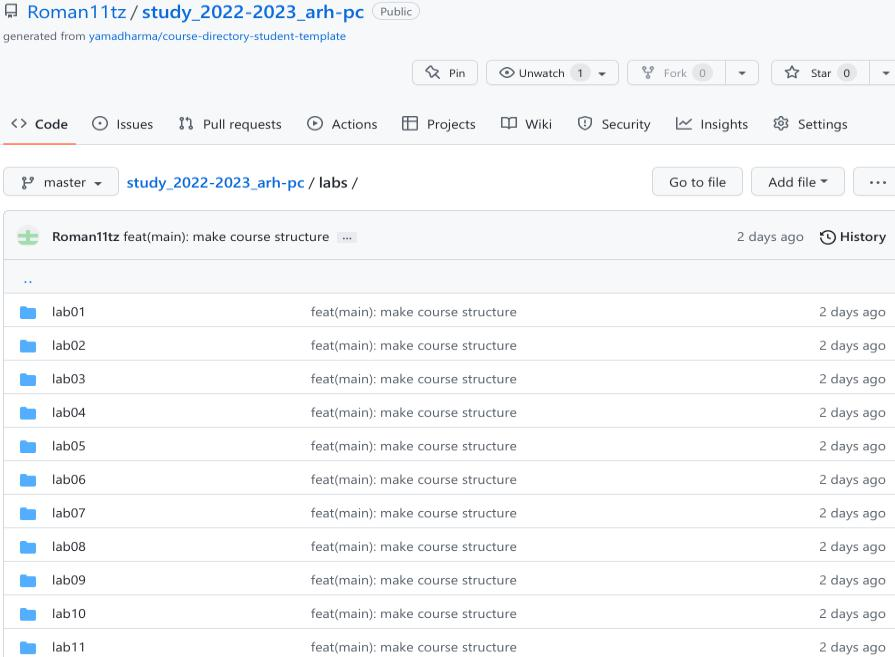 Roman11tz / study_2022-2023_arh-pc Public
generated from yamadharma/course-directory-student-template
Pin Unwatch 1 Fork 0 Star 0
Code Issues Pull requests Actions Projects Wiki Security Insights Settings
master study_2022-2023_arh-pc / labs / Go to file Add file ...
Roman11tz feat(main): make course structure ... 2 days ago History
..
lab01 feat(main): make course structure 2 days ago
lab02 feat(main): make course structure 2 days ago
lab03 feat(main): make course structure 2 days ago
lab04 feat(main): make course structure 2 days ago
lab05 feat(main): make course structure 2 days ago
lab06 feat(main): make course structure 2 days ago
lab07 feat(main): make course structure 2 days ago
lab08 feat(main): make course structure 2 days ago
lab09 feat(main): make course structure 2 days ago
lab10 feat(main): make course structure 2 days ago
lab11 feat(main): make course structure 2 days ago